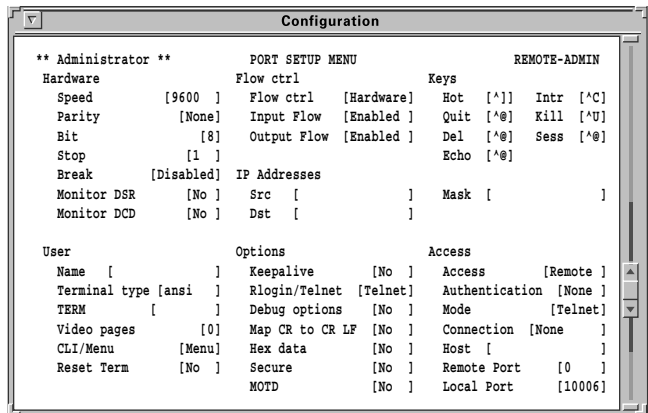 Configuration
** Administrator ** PORT SETUP MENU REMOTE-ADMIN
Hardware Flow ctrl Keys
Speed [9600 ] Flow ctrl [Hardware] Hot [^]] Intr [^C]
Parity [None] Input Flow [Enabled ] Quit [^@] Kill [^U]
Bit [8] Output Flow [Enabled ] Del [^@] Sess [^@]
Stop [1 ] Echo [^@]
Break [Disabled] IP Addresses
Monitor DSR [No ] Src [ ] Mask [ ]
Monitor DCD [No ] Dst [ ]
User Options Access
Name [ ] Keepalive [No ] Access [Remote ]
Terminal type [ansi ] Rlogin/Telnet [Telnet] Authentication [None ]
TERM [ ] Debug options [No ] Mode [Telnet]
Video pages [0] Map CR to CR LF [No ] Connection [None ]
CLI/Menu [Menu] Hex data [No ] Host [ ]
Reset Term [No ] Secure [No ] Remote Port [0 ]
MOTD [No ] Local Port [10006]